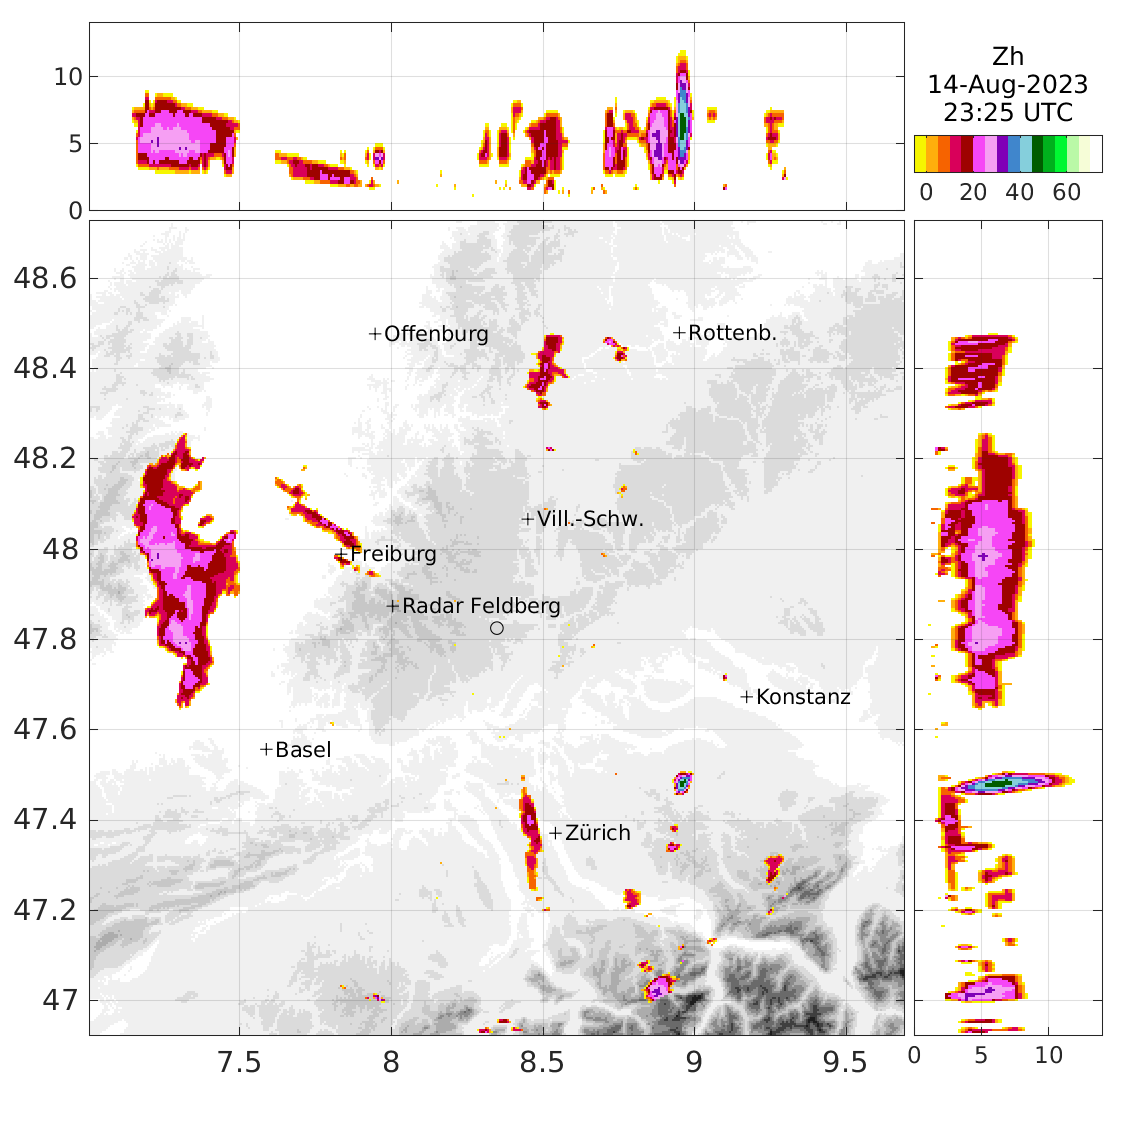 Zh
14-Aug-2023
23:25 UTC
0 20 40 60
10
5
0
48.6
48.4
48.2
48
47.8
47.6
47.4
47.2
47
+Offenburg
+Rottenb.
+Vill.-Schw.
+Freiburg
+Radar Feldberg
+Konstanz
+Basel
+Zürich
7.5 8 8.5 9 9.5
0 5 10